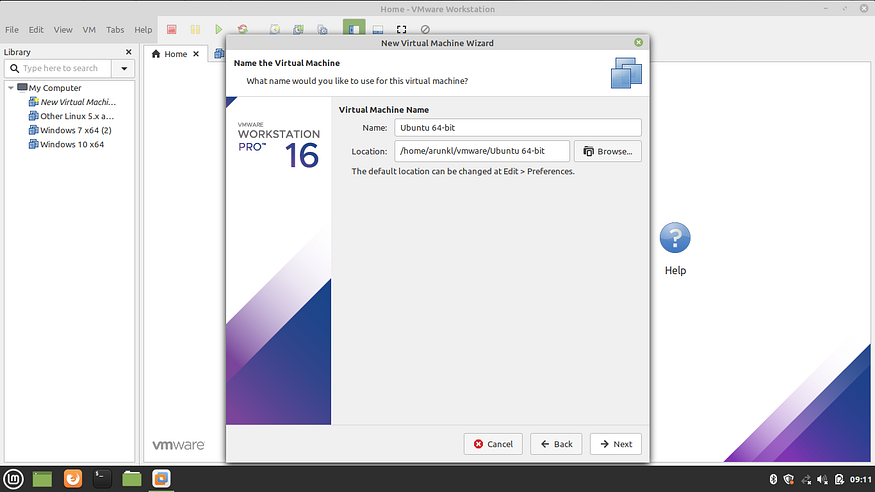 Home - VMware Workstation
File Edit View VM Tabs Help
New Virtual Machine Wizard
Library
Type here to search
My Computer
New Virtual Machi...
Other Linux 5.x a...
Windows 7 x64 (2)
Windows 10 x64
Home
Name the Virtual Machine
What name would you like to use for this virtual machine?
VMWARE
WORKSTATION
PRO™ 16
Virtual Machine Name
Name: Ubuntu 64-bit
Location: /home/arunkl/vmware/Ubuntu 64-bit Browse...
The default location can be changed at Edit > Preferences.
Help
vmware
Cancel Back Next
09:11